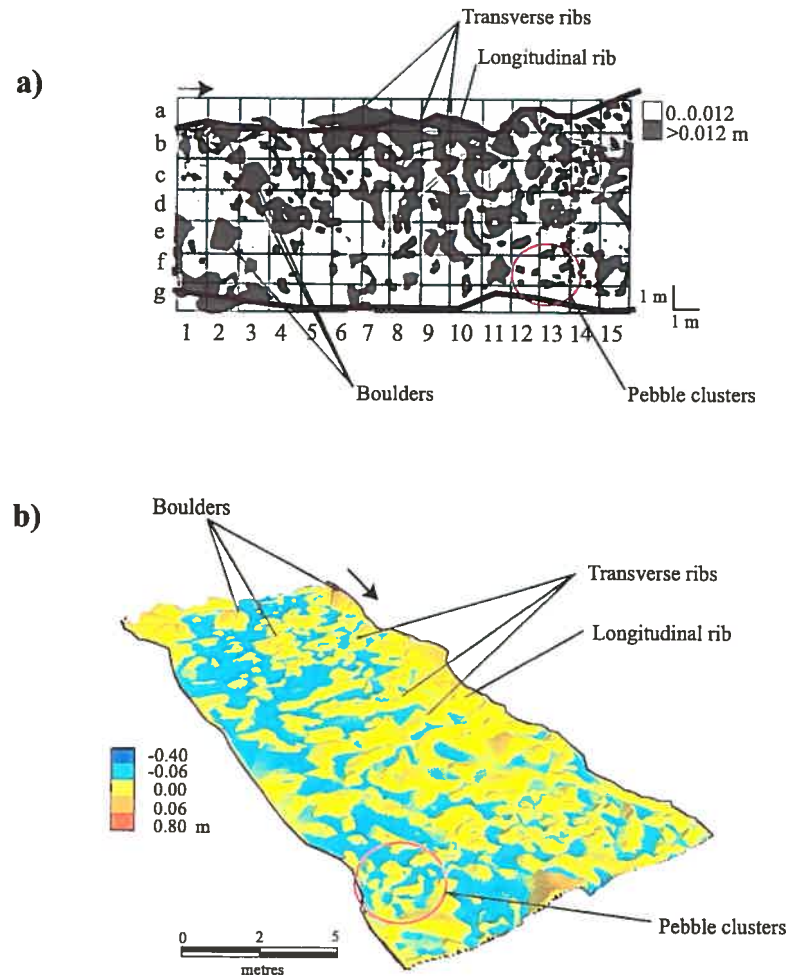 Transverse ribs
Longitudinal rib
a)
a
b
c
d
e
f
g
0..0.012
>0.012 m
1 m
1 m
1 2 3 4 5 6 7 8 9 10 11 12 13 14 15
Boulders
Pebble clusters
b)
Boulders
Transverse ribs
Longitudinal rib
-0.40
-0.06
0.00
0.06
0.80 m
0 2 5
metres
Pebble clusters